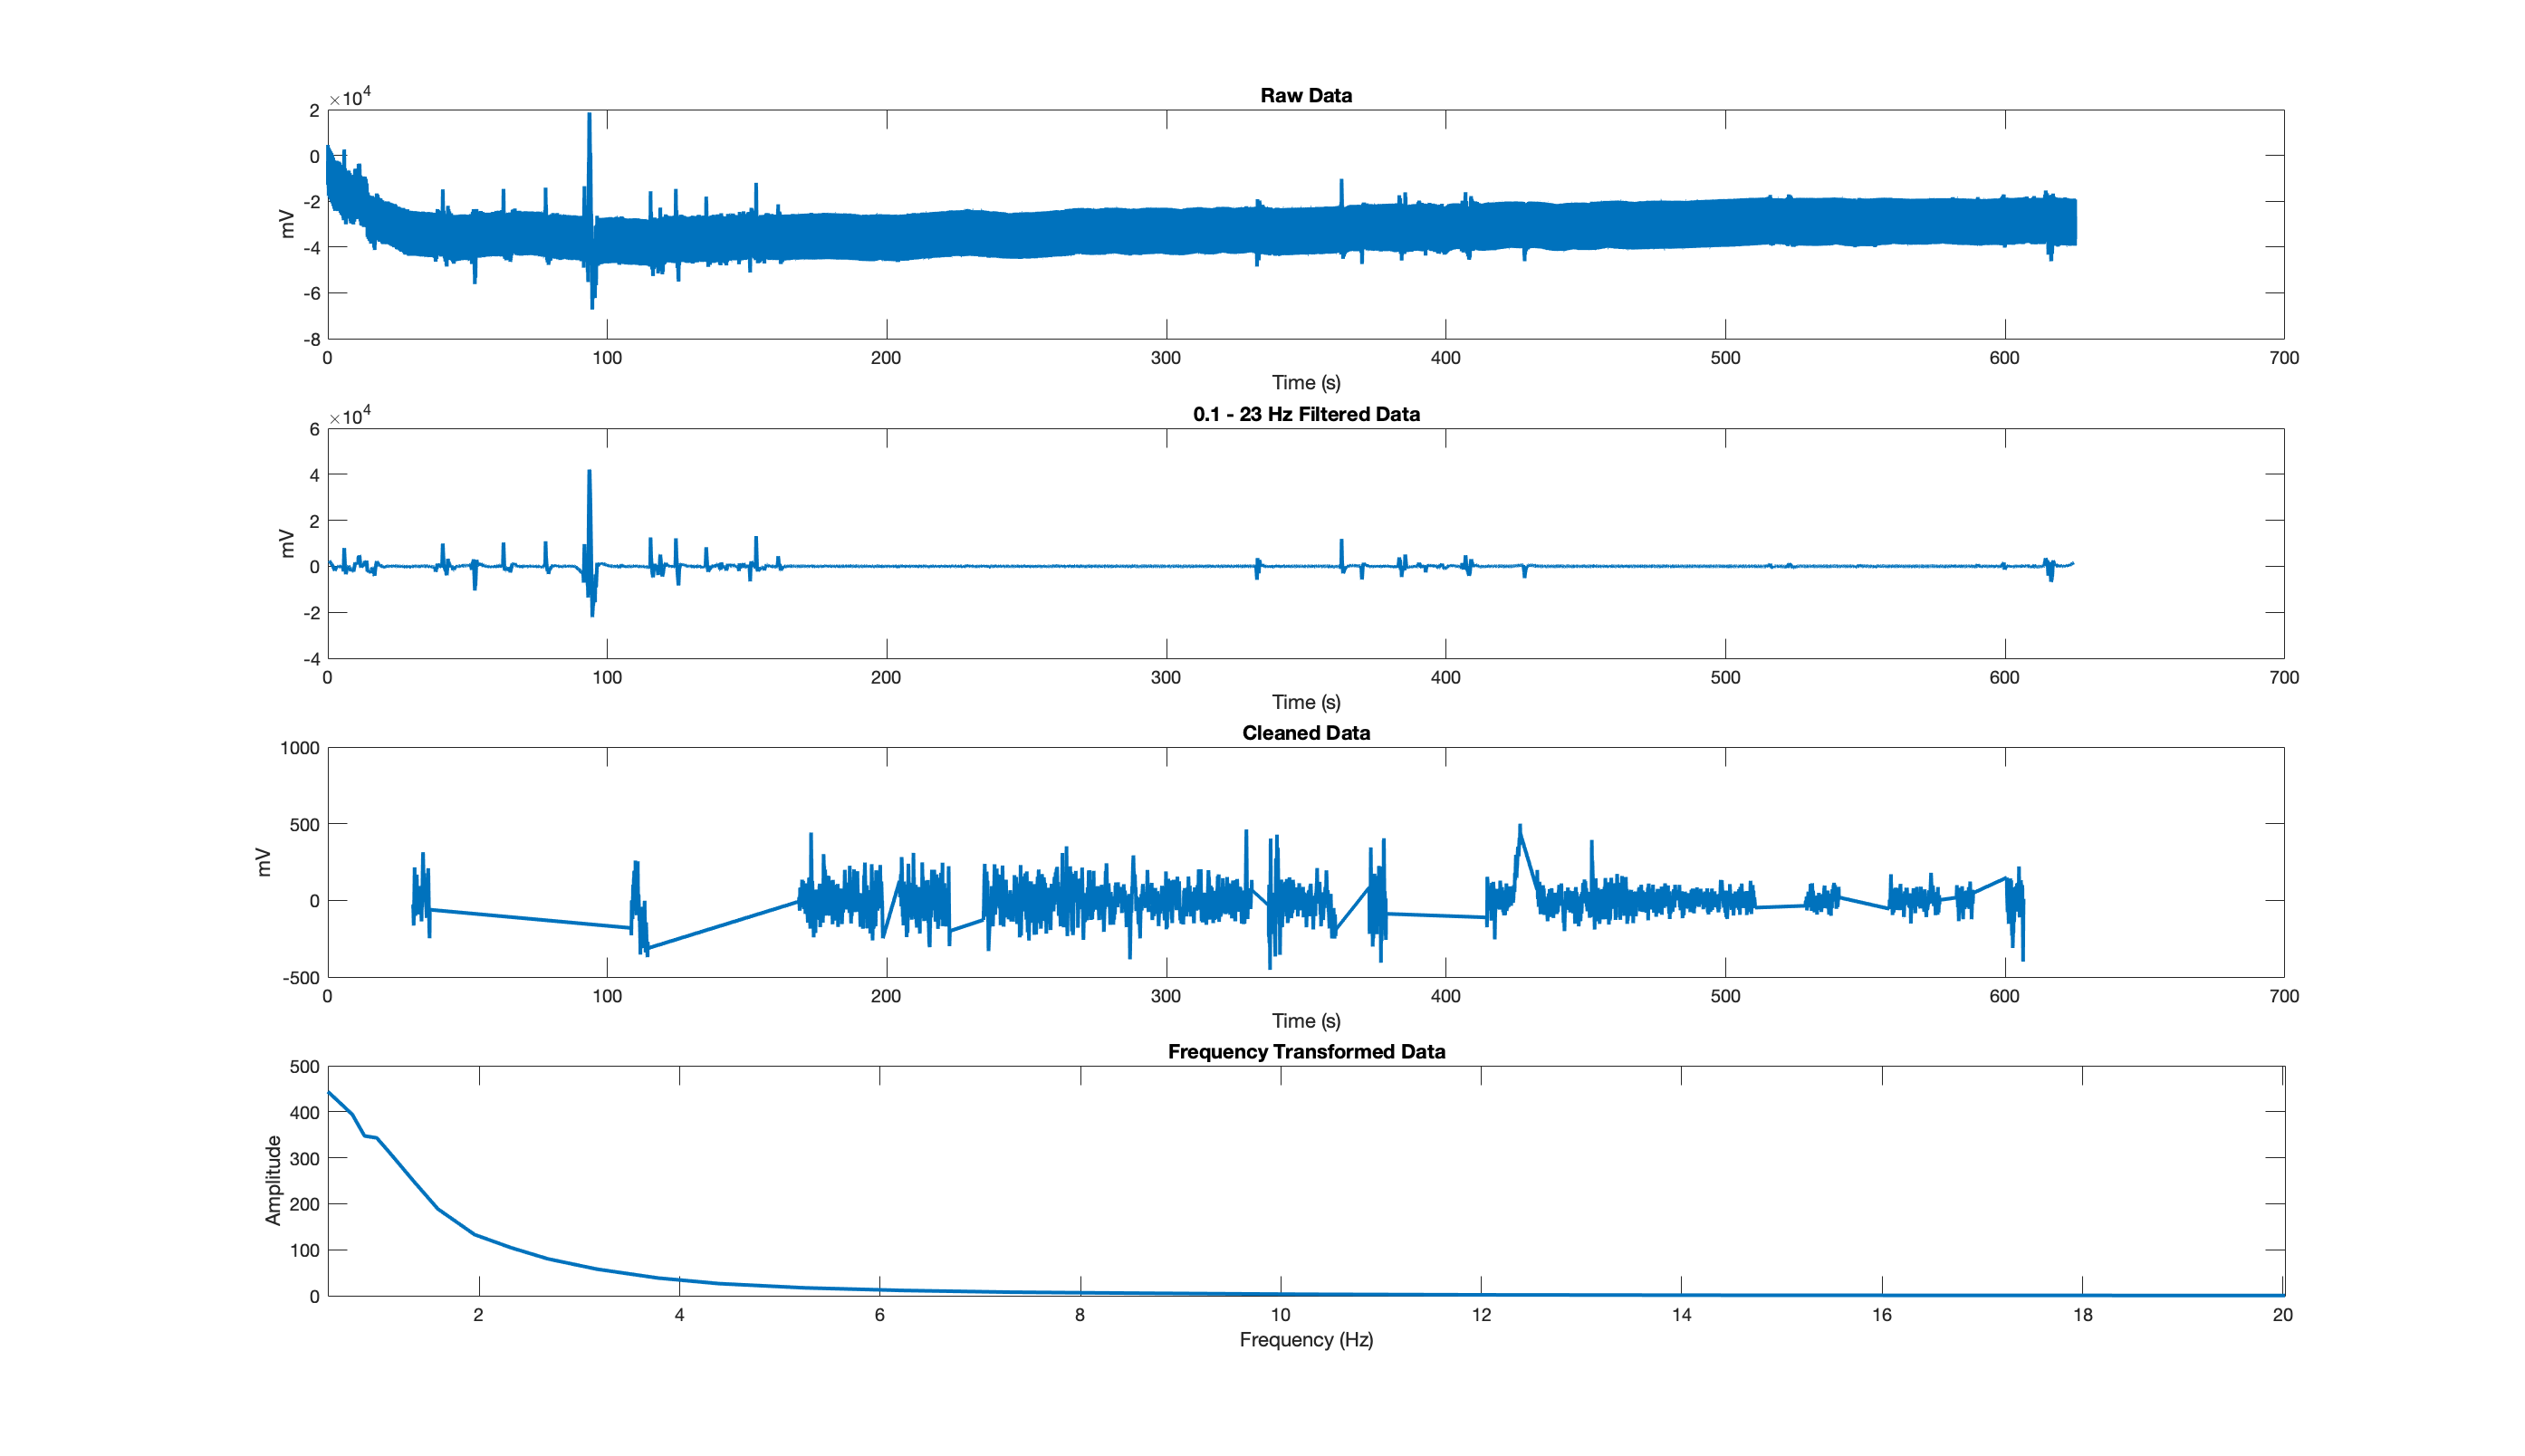 Raw Data
×10⁴
2
0
-2
-4
-6
-8
mV
0 100 200 300 400 500 600 700
Time (s)
0.1 - 23 Hz Filtered Data
×10⁴
6
4
2
0
-2
-4
mV
0 100 200 300 400 500 600 700
Time (s)
Cleaned Data
1000
500
0
-500
mV
0 100 200 300 400 500 600 700
Time (s)
Frequency Transformed Data
500
400
300
200
100
0
Amplitude
2 4 6 8 10 12 14 16 18 20
Frequency (Hz)